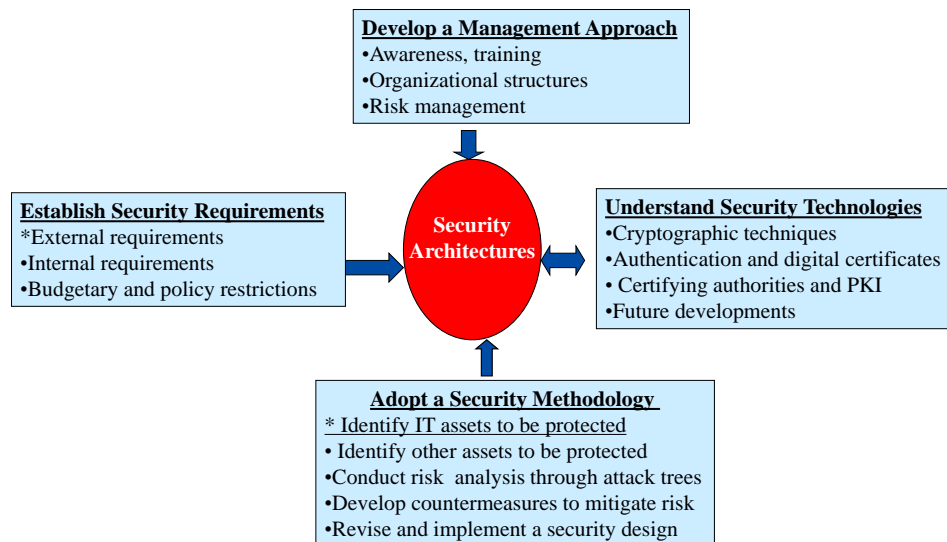 Develop a Management Approach
•Awareness, training
•Organizational structures
•Risk management
Establish Security Requirements
*External requirements
•Internal requirements
•Budgetary and policy restrictions
Security
Architectures
Understand Security Technologies
•Cryptographic techniques
•Authentication and digital certificates
• Certifying authorities and PKI
•Future developments
Adopt a Security Methodology
* Identify IT assets to be protected
• Identify other assets to be protected
•Conduct risk analysis through attack trees
•Develop countermeasures to mitigate risk
•Revise and implement a security design